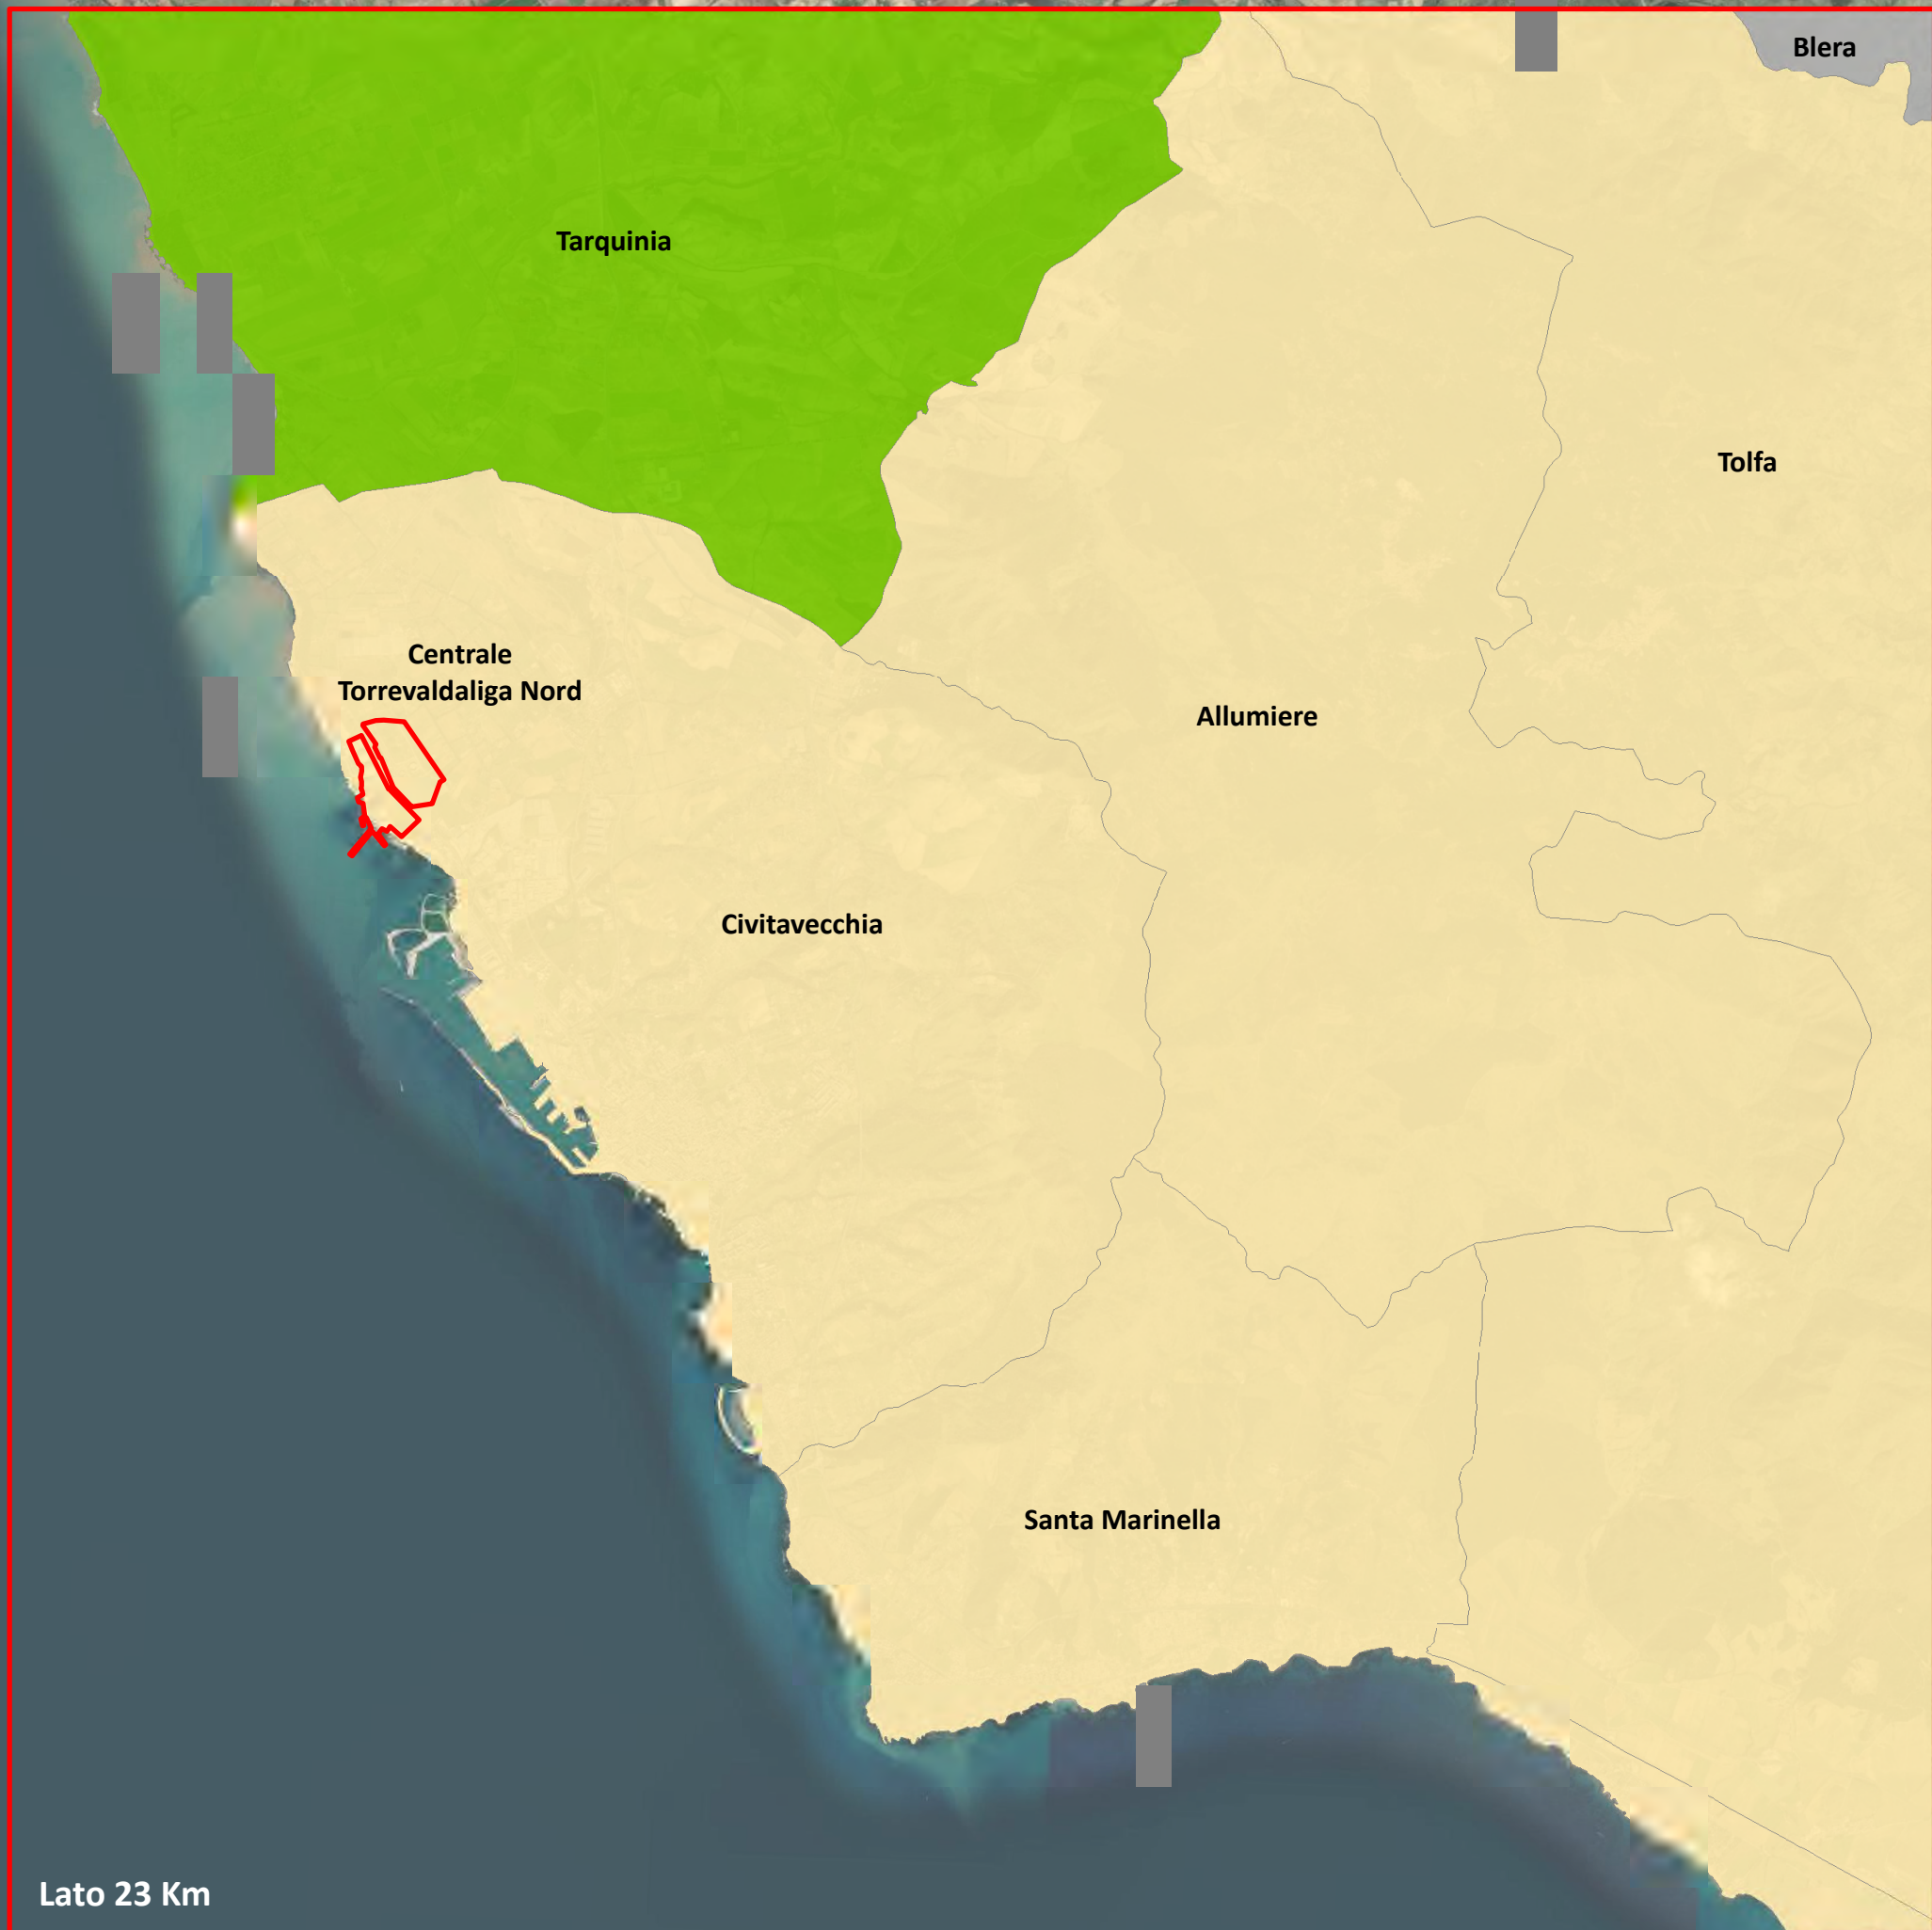 Blera
Tarquinia
Tolfa
Centrale
Torrevaldaliga Nord
Allumiere
Civitavecchia
Santa Marinella
Lato 23 Km